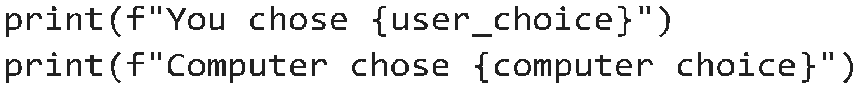 print(f"You chose {user_choice}")
print(f"Computer chose {computer choice}")